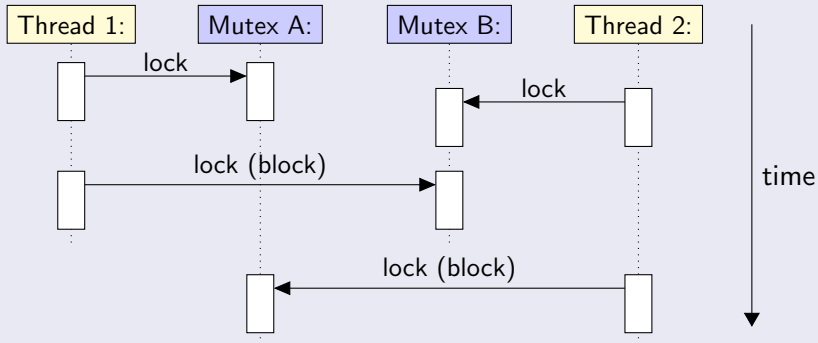 Thread 1:
Mutex A:
Mutex B:
Thread 2:
lock
lock
lock (block)
time
lock (block)